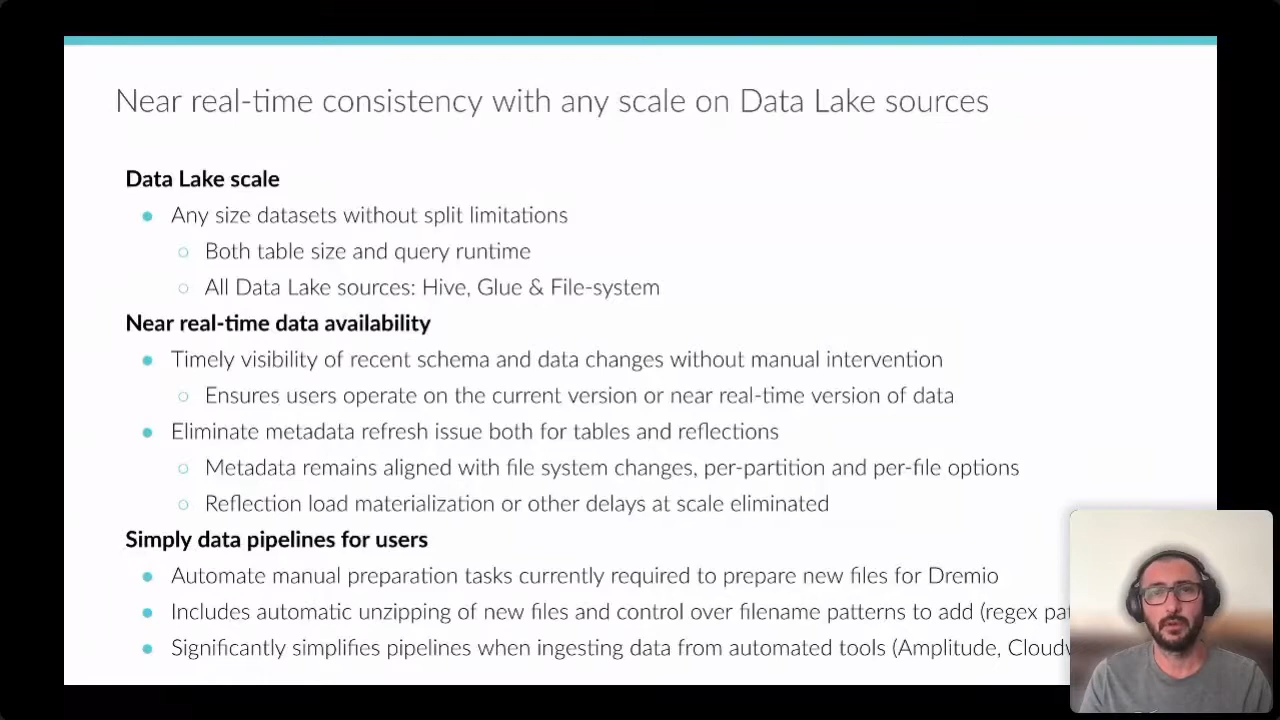 Near real-time consistency with any scale on Data Lake sources
Data Lake scale
● Any size datasets without split limitations
○ Both table size and query runtime
○ All Data Lake sources: Hive, Glue & File-system
Near real-time data availability
● Timely visibility of recent schema and data changes without manual intervention
○ Ensures users operate on the current version or near real-time version of data
● Eliminate metadata refresh issue both for tables and reflections
○ Metadata remains aligned with file system changes, per-partition and per-file options
○ Reflection load materialization or other delays at scale eliminated
Simply data pipelines for users
● Automate manual preparation tasks currently required to prepare new files for Dremio
● Includes automatic unzipping of new files and control over filename patterns to add (regex
● Significantly simplifies pipelines when ingesting data from automated tools (Amplitude,